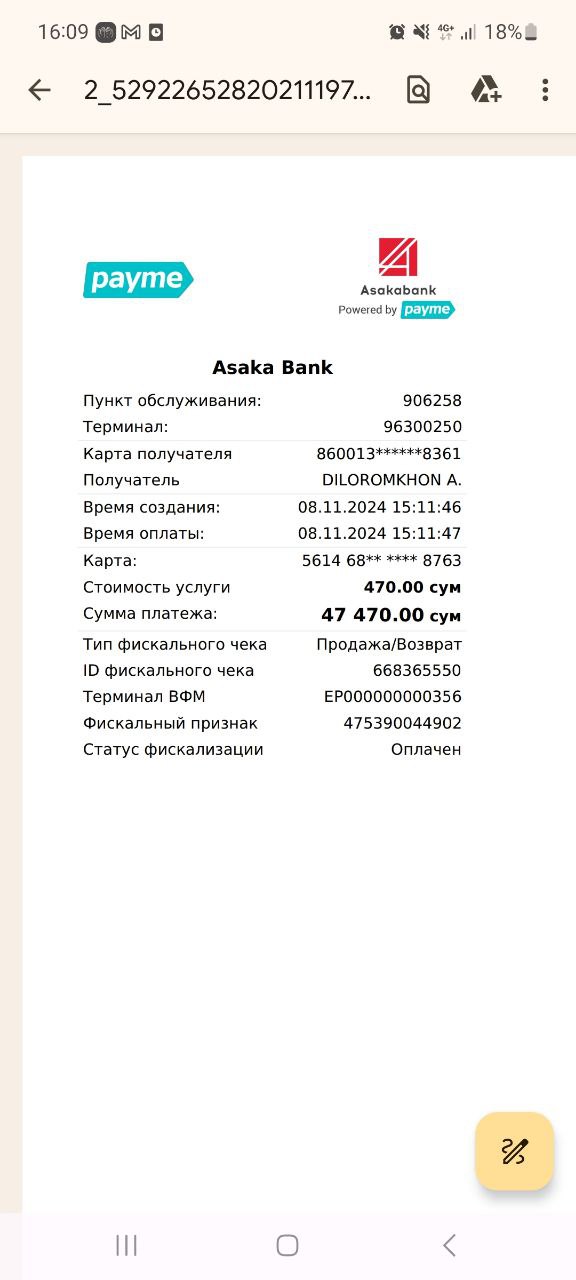 16:09 4G+ 18%
2_52922652820211197...
payme
Asakabank
Powered by payme
Asaka Bank
Пункт обслуживания: 906258
Терминал: 96300250
Карта получателя 860013******8361
Получатель DILOROMKHON A.
Время создания: 08.11.2024 15:11:46
Время оплаты: 08.11.2024 15:11:47
Карта: 5614 68** **** 8763
Стоимость услуги 470.00 сум
Сумма платежа: 47 470.00 сум
Тип фискального чека Продажа/Возврат
ID фискального чека 668365550
Терминал ВФМ EP000000000356
Фискальный признак 475390044902
Статус фискализации Оплачен